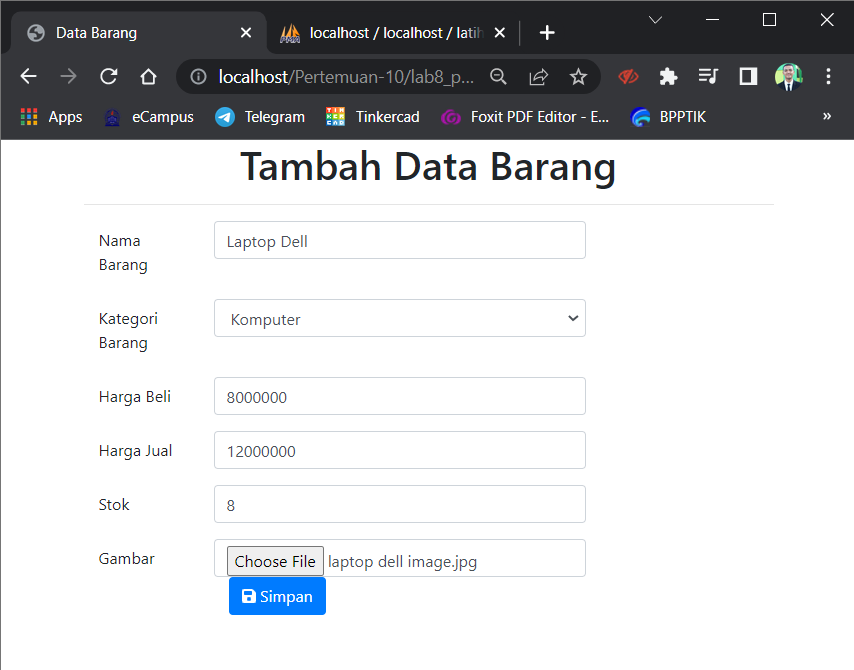 Data Barang
localhost / localhost / latih
localhost/Pertemuan-10/lab8_p...
Apps
eCampus
Telegram
Tinkercad
Foxit PDF Editor - E...
BPPTIK
»
Tambah Data Barang
Nama Barang
Laptop Dell
Kategori Barang
Komputer
Harga Beli
8000000
Harga Jual
12000000
Stok
8
Gambar
Choose File laptop dell image.jpg
Simpan